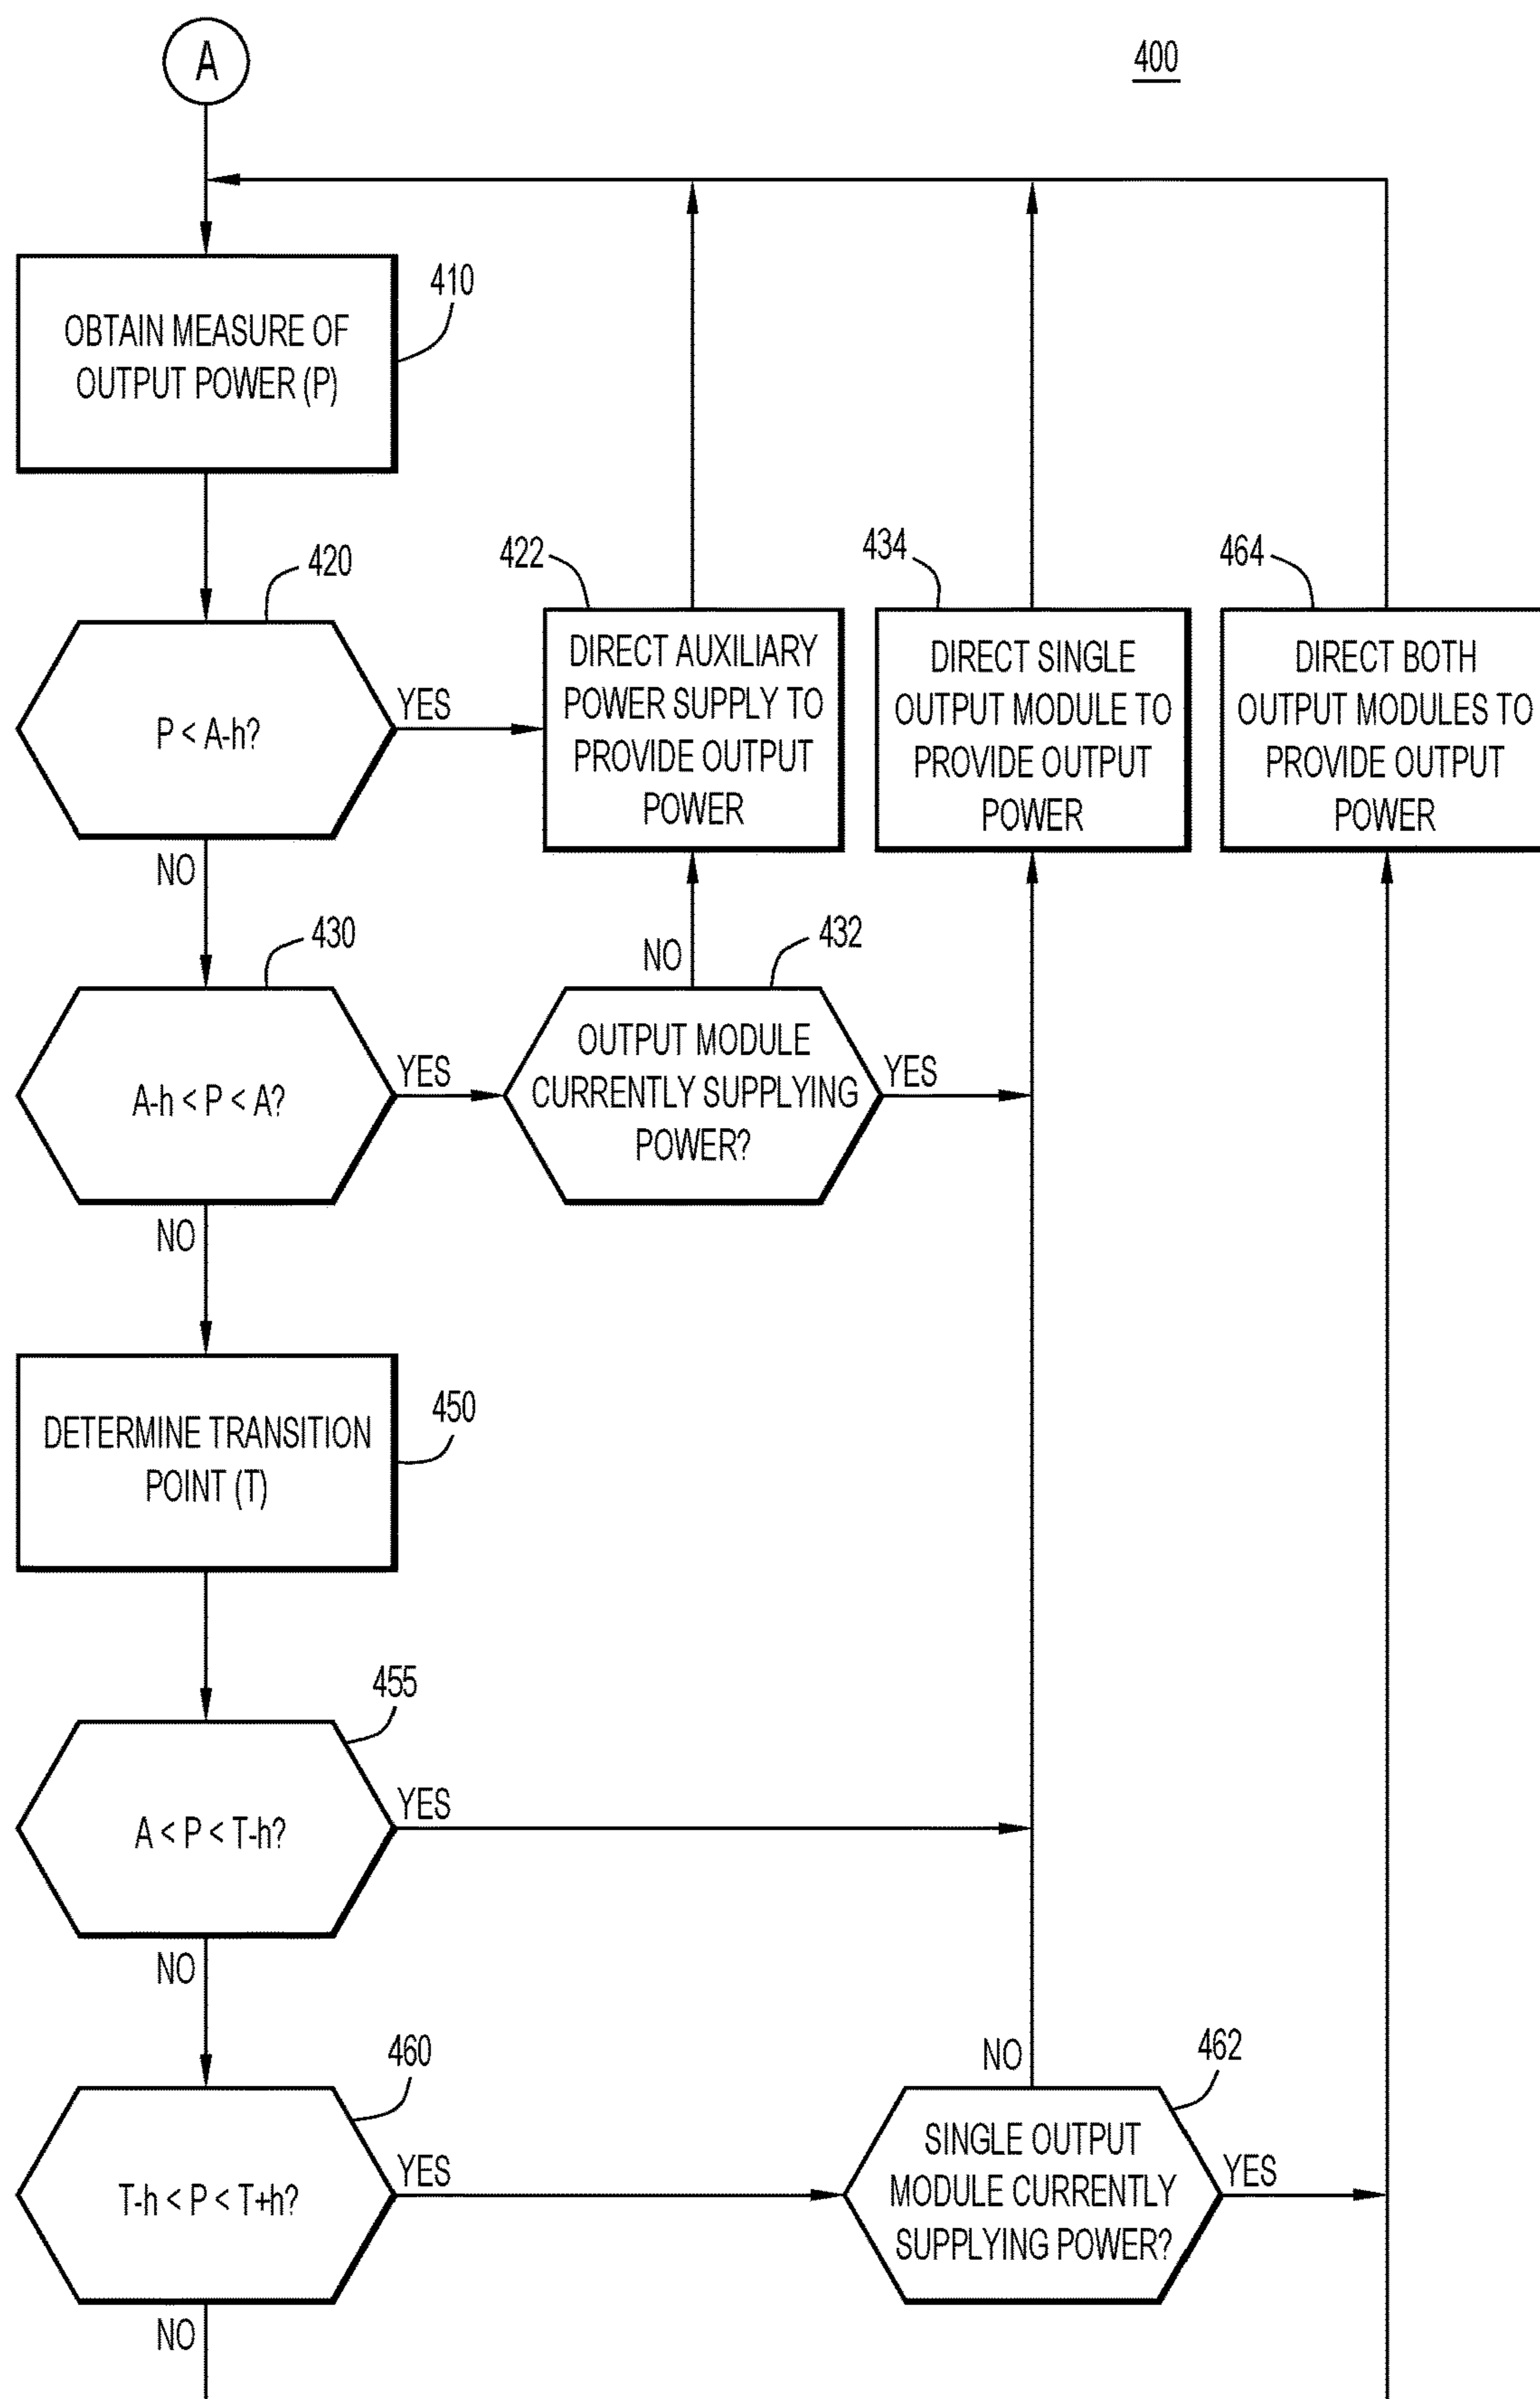 A
400
OBTAIN MEASURE OF
OUTPUT POWER (P)
410
420
P < A-h?
YES
NO
422
DIRECT AUXILIARY
POWER SUPPLY TO
PROVIDE OUTPUT
POWER
434
DIRECT SINGLE
OUTPUT MODULE TO
PROVIDE OUTPUT
POWER
464
DIRECT BOTH
OUTPUT MODULES TO
PROVIDE OUTPUT
POWER
430
A-h < P < A?
YES
NO
432
NO
OUTPUT MODULE
CURRENTLY SUPPLYING
POWER?
YES
DETERMINE TRANSITION
POINT (T)
450
455
A < P < T-h?
YES
NO
460
T-h < P < T+h?
YES
NO
462
NO
SINGLE OUTPUT
MODULE CURRENTLY
SUPPLYING POWER?
YES